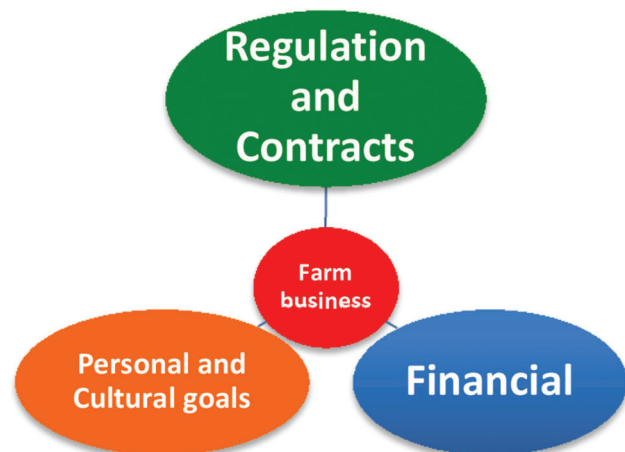 Regulation
and
Contracts
Farm
business
Personal and
Cultural goals
Financial